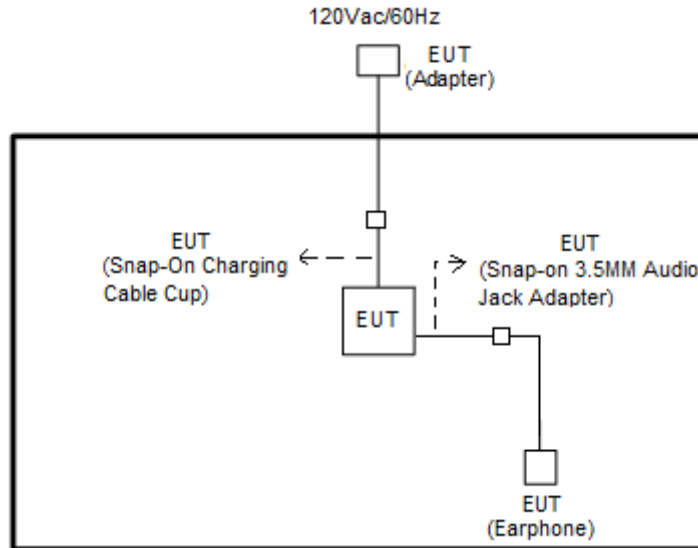 120Vac/60Hz
EUT
(Adapter)
EUT
(Snap-On Charging
Cable Cup)
EUT
(Snap-on 3.5MM Audio
Jack Adapter)
EUT
EUT
(Earphone)